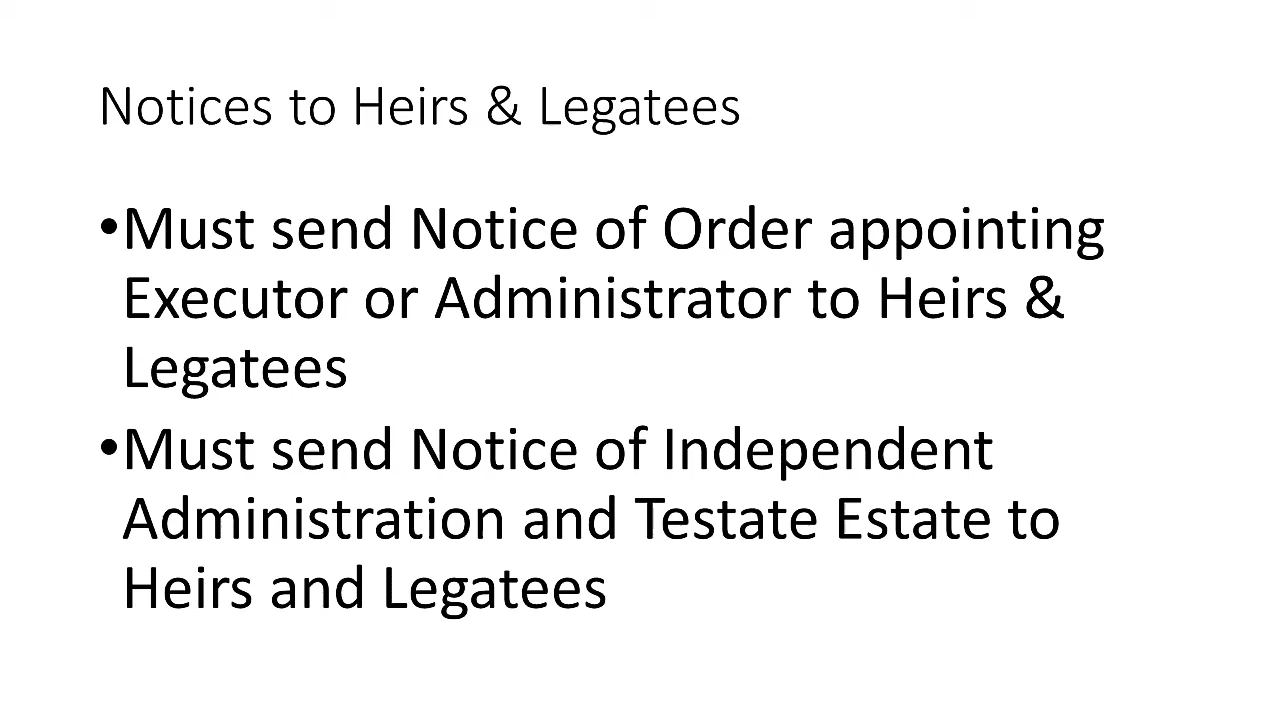 Notices to Heirs & Legatees
•Must send Notice of Order appointing
Executor or Administrator to Heirs &
Legatees
•Must send Notice of Independent
Administration and Testate Estate to
Heirs and Legatees